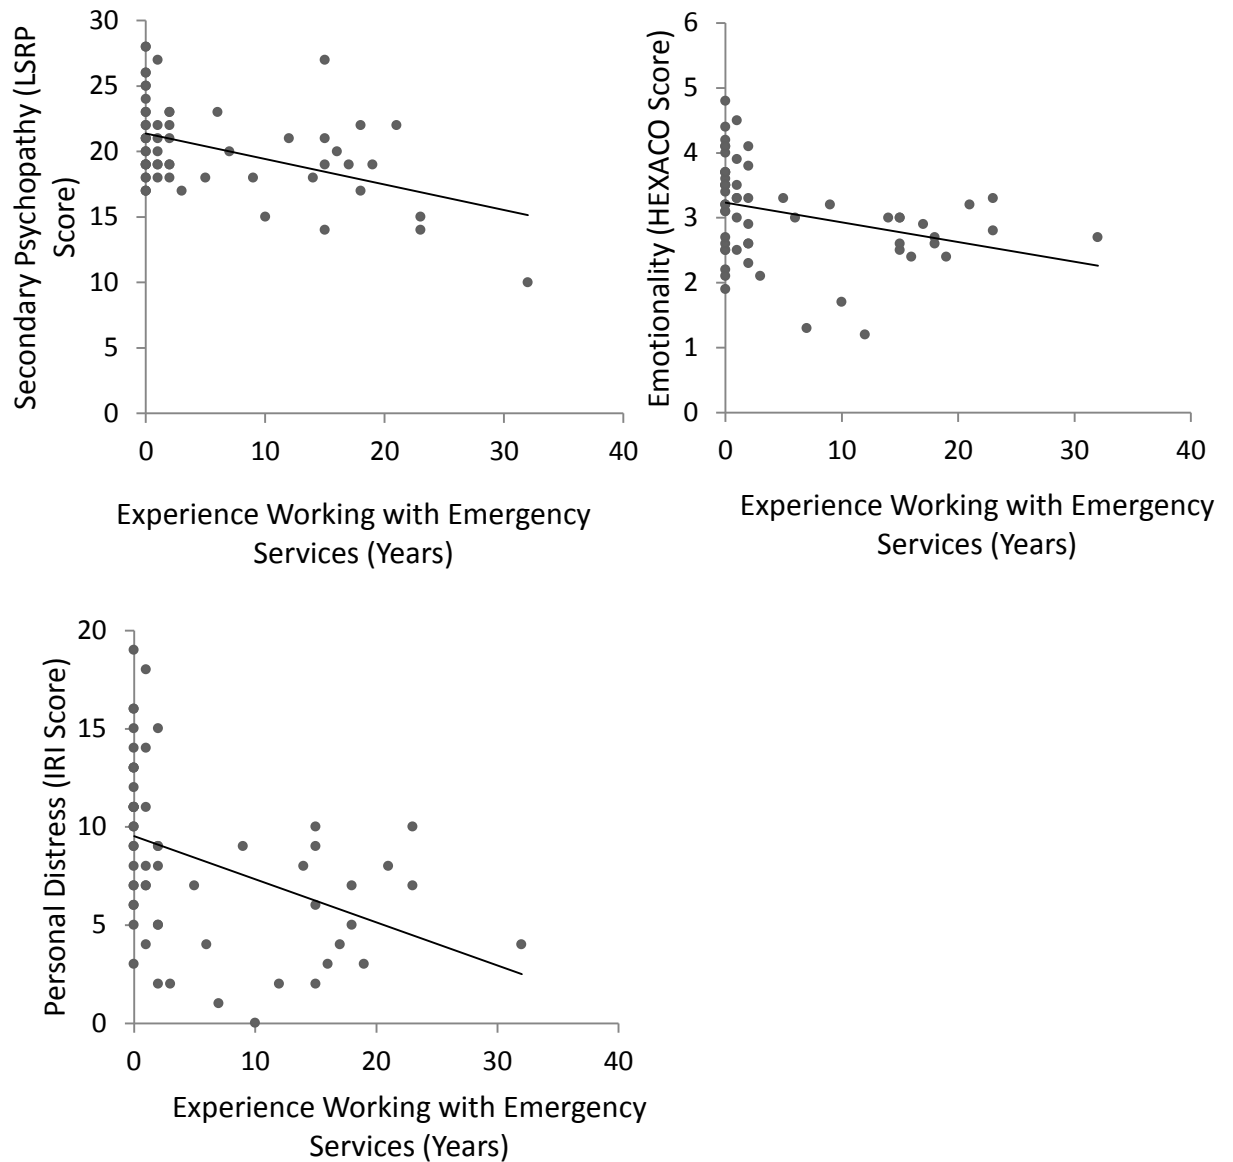 Secondary Psychopathy (LSRP
Score)
30
25
20
15
10
5
0
0 10 20 30 40
Experience Working with Emergency
Services (Years)
Emotionality (HEXACO Score)
6
5
4
3
2
1
0
0 10 20 30 40
Experience Working with Emergency
Services (Years)
Personal Distress (IRI Score)
20
15
10
5
0
0 10 20 30 40
Experience Working with Emergency
Services (Years)